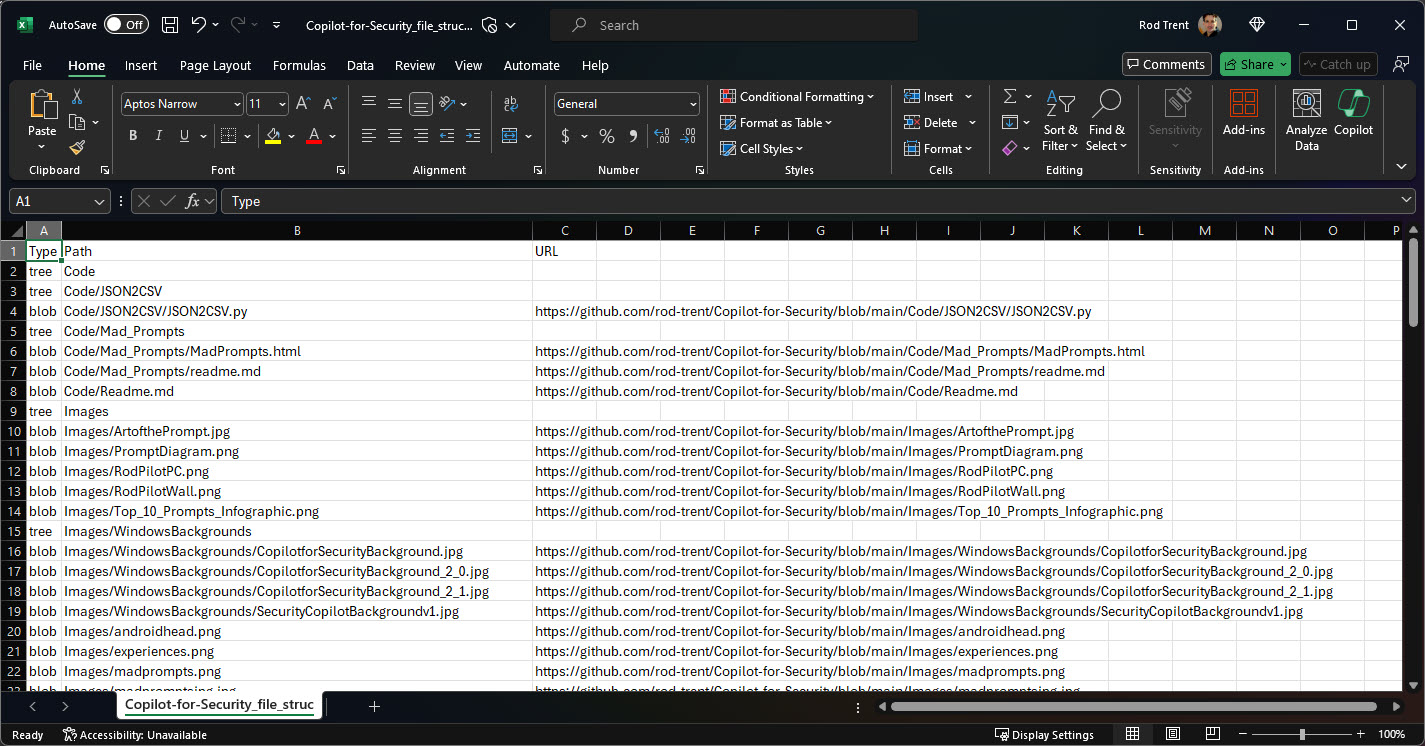 AutoSave Off Copilot-for-Security_file_struc... Search Rod Trent
File Home Insert Page Layout Formulas Data Review View Automate Help Comments Share Catch up
Paste Aptos Narrow 11 A A General Conditional Formatting Insert Sort & Filter Find & Select Sensitivity Add-ins Analyze Data Copilot
B I U A $ % Format as Table Delete
Cell Styles Format
Clipboard Font Alignment Number Styles Cells Editing Sensitivity Add-ins
A1 fx Type
A B C D E F G H I J K L M N O P
1 Type Path URL
2 tree Code
3 tree Code/JSON2CSV
4 blob Code/JSON2CSV/JSON2CSV.py https://github.com/rod-trent/Copilot-for-Security/blob/main/Code/JSON2CSV/JSON2CSV.py
5 tree Code/Mad_Prompts
6 blob Code/Mad_Prompts/MadPrompts.html https://github.com/rod-trent/Copilot-for-Security/blob/main/Code/Mad_Prompts/MadPrompts.html
7 blob Code/Mad_Prompts/readme.md https://github.com/rod-trent/Copilot-for-Security/blob/main/Code/Mad_Prompts/readme.md
8 blob Code/Readme.md https://github.com/rod-trent/Copilot-for-Security/blob/main/Code/Readme.md
9 tree Images
10 blob Images/ArtofthePrompt.jpg https://github.com/rod-trent/Copilot-for-Security/blob/main/Images/ArtofthePrompt.jpg
11 blob Images/PromptDiagram.png https://github.com/rod-trent/Copilot-for-Security/blob/main/Images/PromptDiagram.png
12 blob Images/RodPilotPC.png https://github.com/rod-trent/Copilot-for-Security/blob/main/Images/RodPilotPC.png
13 blob Images/RodPilotWall.png https://github.com/rod-trent/Copilot-for-Security/blob/main/Images/RodPilotWall.png
14 blob Images/Top_10_Prompts_Infographic.png https://github.com/rod-trent/Copilot-for-Security/blob/main/Images/Top_10_Prompts_Infographic.png
15 tree Images/WindowsBackgrounds
16 blob Images/WindowsBackgrounds/CopilotforSecurityBackground.jpg https://github.com/rod-trent/Copilot-for-Security/blob/main/Images/WindowsBackgrounds/CopilotforSecurityBackground.jpg
17 blob Images/WindowsBackgrounds/CopilotforSecurityBackground_2_0.jpg https://github.com/rod-trent/Copilot-for-Security/blob/main/Images/WindowsBackgrounds/CopilotforSecurityBackground_2_0.jpg
18 blob Images/WindowsBackgrounds/CopilotforSecurityBackground_2_1.jpg https://github.com/rod-trent/Copilot-for-Security/blob/main/Images/WindowsBackgrounds/CopilotforSecurityBackground_2_1.jpg
19 blob Images/WindowsBackgrounds/SecurityCopilotBackgroundv1.jpg https://github.com/rod-trent/Copilot-for-Security/blob/main/Images/WindowsBackgrounds/SecurityCopilotBackgroundv1.jpg
20 blob Images/androidhead.png https://github.com/rod-trent/Copilot-for-Security/blob/main/Images/androidhead.png
21 blob Images/experiences.png https://github.com/rod-trent/Copilot-for-Security/blob/main/Images/experiences.png
22 blob Images/madprompts.png https://github.com/rod-trent/Copilot-for-Security/blob/main/Images/madprompts.png
Copilot-for-Security_file_struc
Ready Accessibility: Unavailable Display Settings 100%